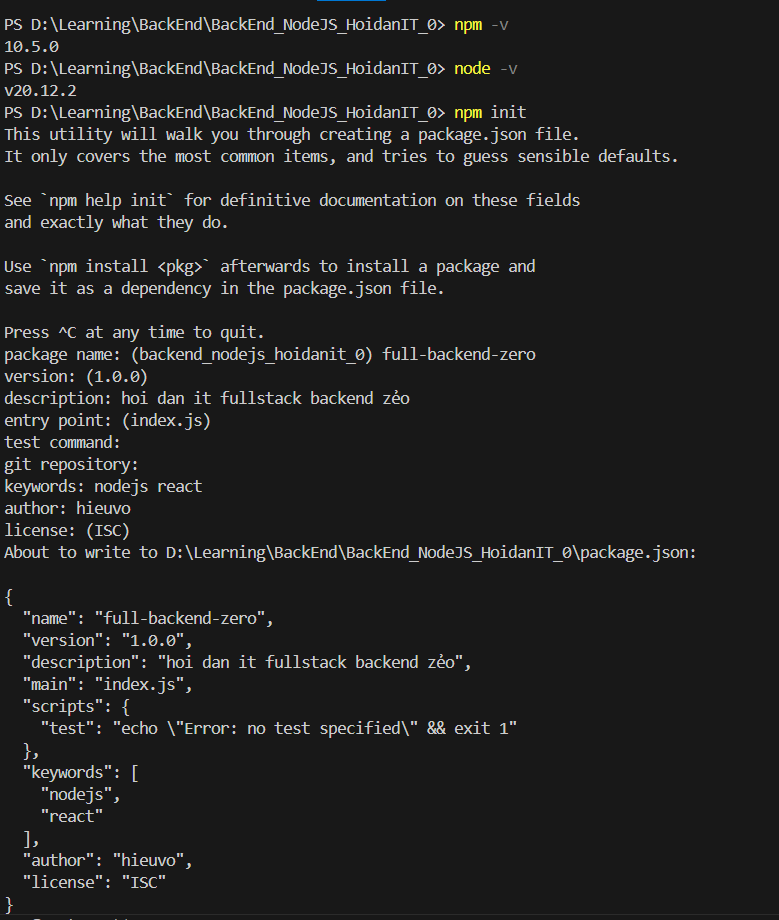 PS D:\Learning\BackEnd\BackEnd_NodeJS_HoidanIT_0> npm -v
10.5.0
PS D:\Learning\BackEnd\BackEnd_NodeJS_HoidanIT_0> node -v
v20.12.2
PS D:\Learning\BackEnd\BackEnd_NodeJS_HoidanIT_0> npm init
This utility will walk you through creating a package.json file.
It only covers the most common items, and tries to guess sensible defaults.

See `npm help init` for definitive documentation on these fields
and exactly what they do.

Use `npm install <pkg>` afterwards to install a package and
save it as a dependency in the package.json file.

Press ^C at any time to quit.
package name: (backend_nodejs_hoidanit_0) full-backend-zero
version: (1.0.0)
description: hoi dan it fullstack backend zẻo
entry point: (index.js)
test command:
git repository:
keywords: nodejs react
author: hieuvo
license: (ISC)
About to write to D:\Learning\BackEnd\BackEnd_NodeJS_HoidanIT_0\package.json:

{
  "name": "full-backend-zero",
  "version": "1.0.0",
  "description": "hoi dan it fullstack backend zẻo",
  "main": "index.js",
  "scripts": {
    "test": "echo \"Error: no test specified\" && exit 1"
  },
  "keywords": [
    "nodejs",
    "react"
  ],
  "author": "hieuvo",
  "license": "ISC"
}